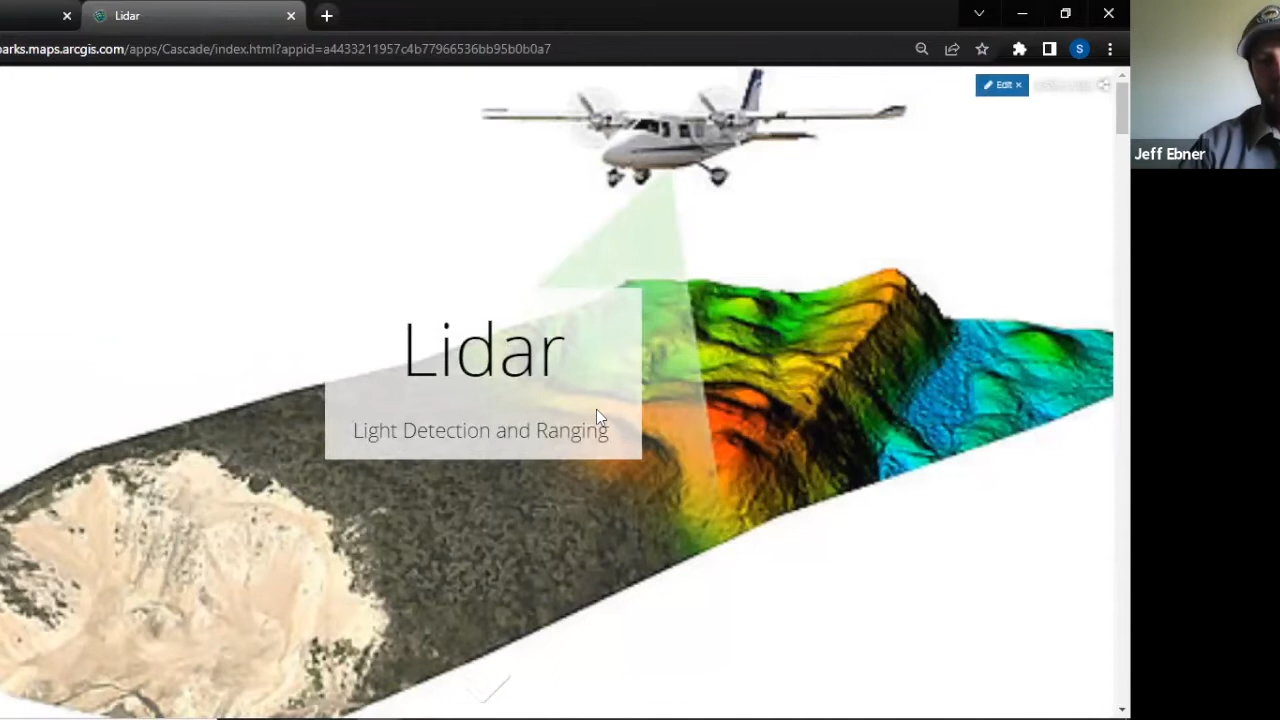 Lidar
arks.maps.arcgis.com/apps/Cascade/index.html?appid=a4433211957c4b77966536bb95b0b0a7
S
Edit
Jeff Ebner
Lidar
Light Detection and Ranging